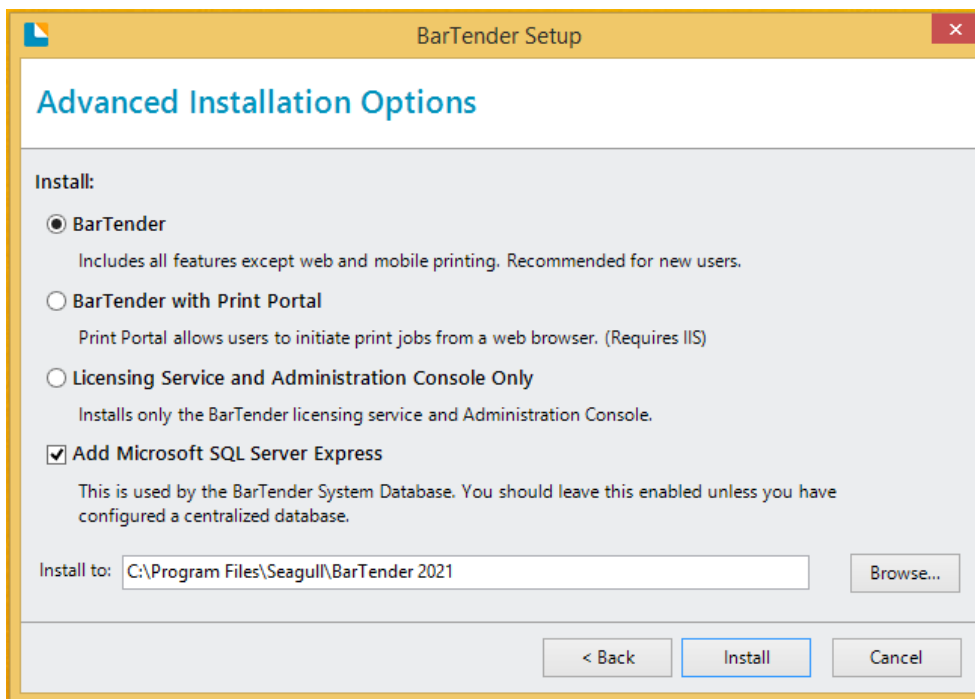 BarTender Setup
Advanced Installation Options
Install:
BarTender
Includes all features except web and mobile printing. Recommended for new users.
BarTender with Print Portal
Print Portal allows users to initiate print jobs from a web browser. (Requires IIS)
Licensing Service and Administration Console Only
Installs only the BarTender licensing service and Administration Console.
Add Microsoft SQL Server Express
This is used by the BarTender System Database. You should leave this enabled unless you have
configured a centralized database.
Install to: C:\Program Files\Seagull\BarTender 2021 Browse...
< Back Install Cancel